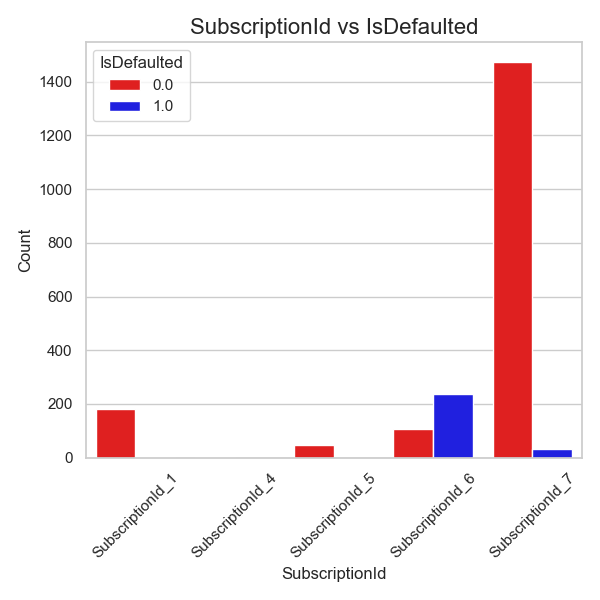 SubscriptionId vs IsDefaulted
IsDefaulted
0.0
1.0
1400
1200
1000
800
600
400
200
0
Count
SubscriptionId_1
SubscriptionId_4
SubscriptionId_5
SubscriptionId_6
SubscriptionId_7
SubscriptionId